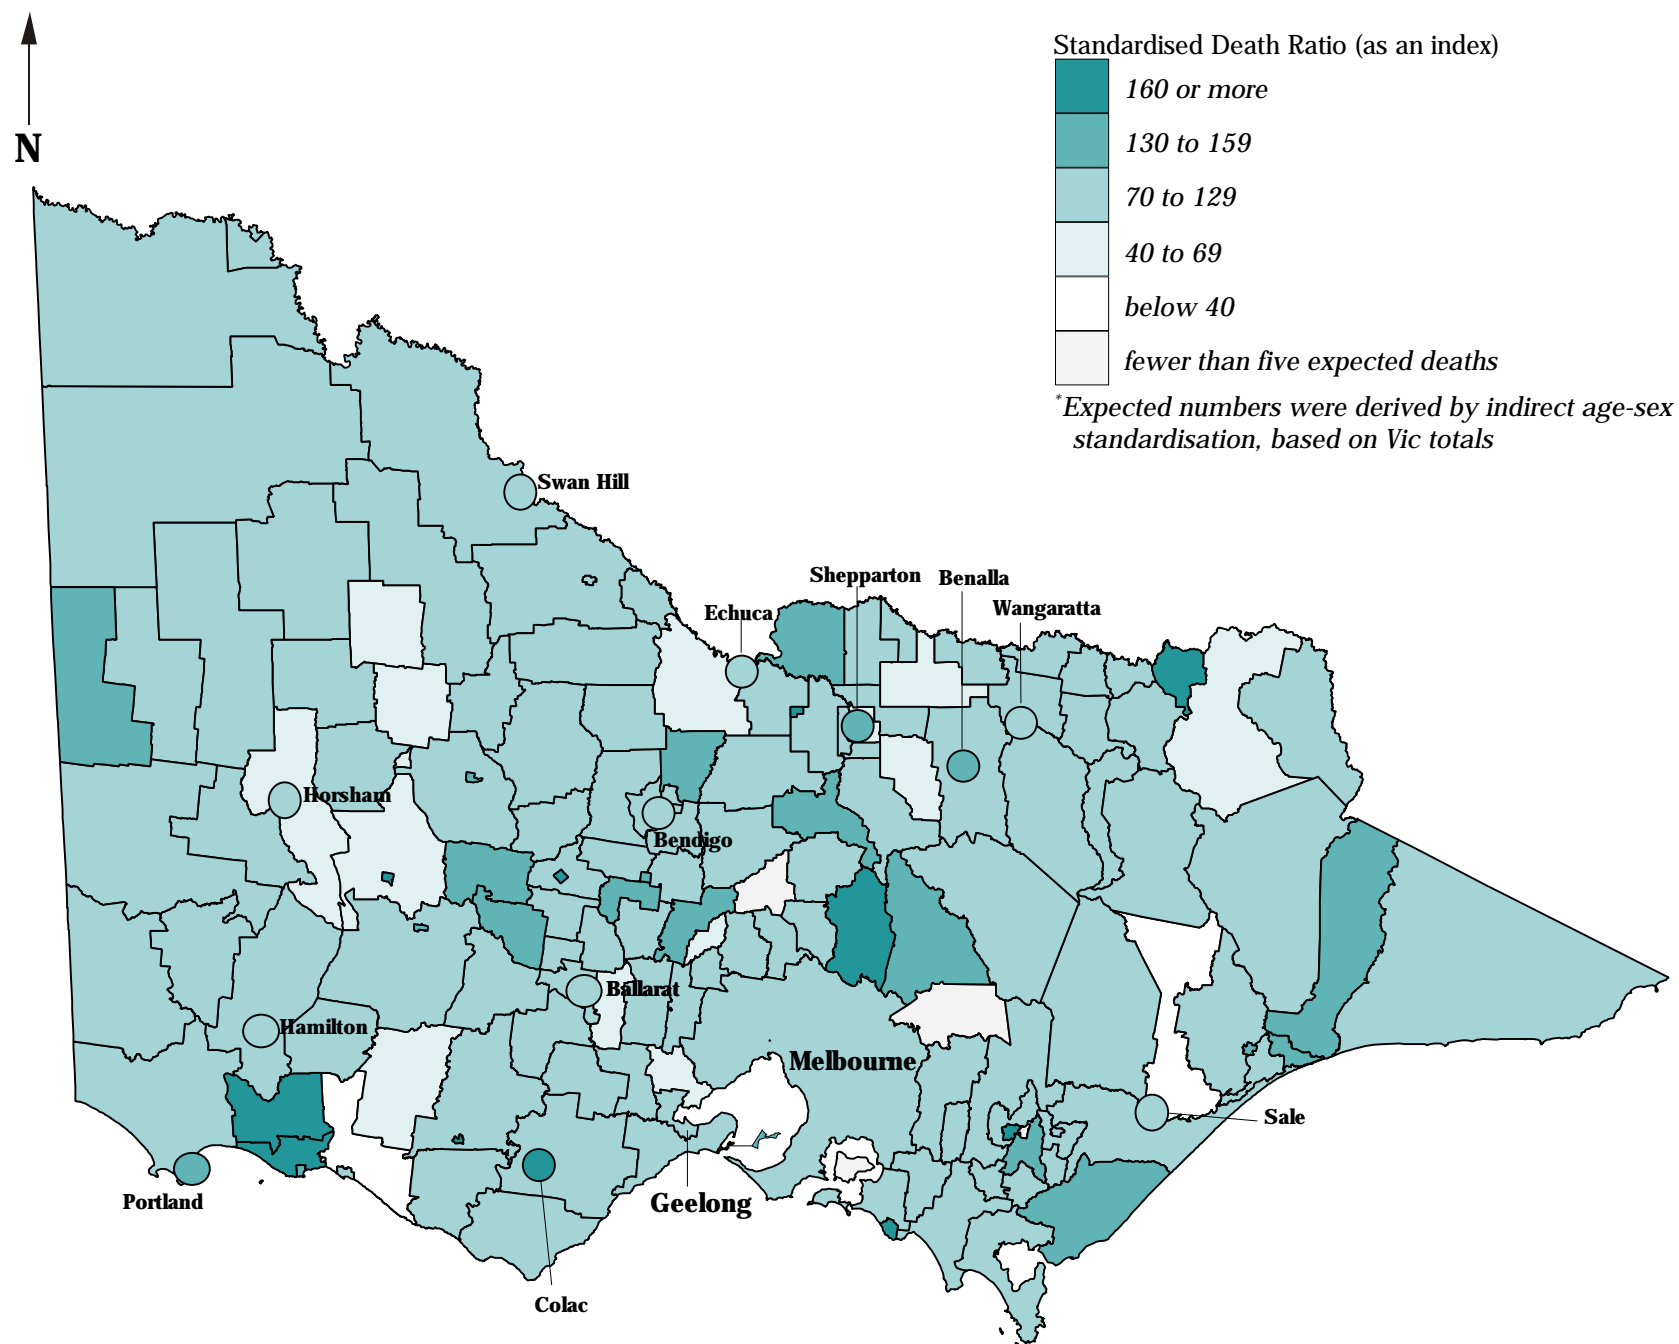 N
Standardised Death Ratio (as an index)
160 or more
130 to 159
70 to 129
40 to 69
below 40
fewer than five expected deaths
*Expected numbers were derived by indirect age-sex
standardisation, based on Vic totals
Swan Hill
Shepparton
Benalla
Echuca
Wangaratta
Horsham
Bendigo
Ballarat
Hamilton
Melbourne
Sale
Portland
Geelong
Colac